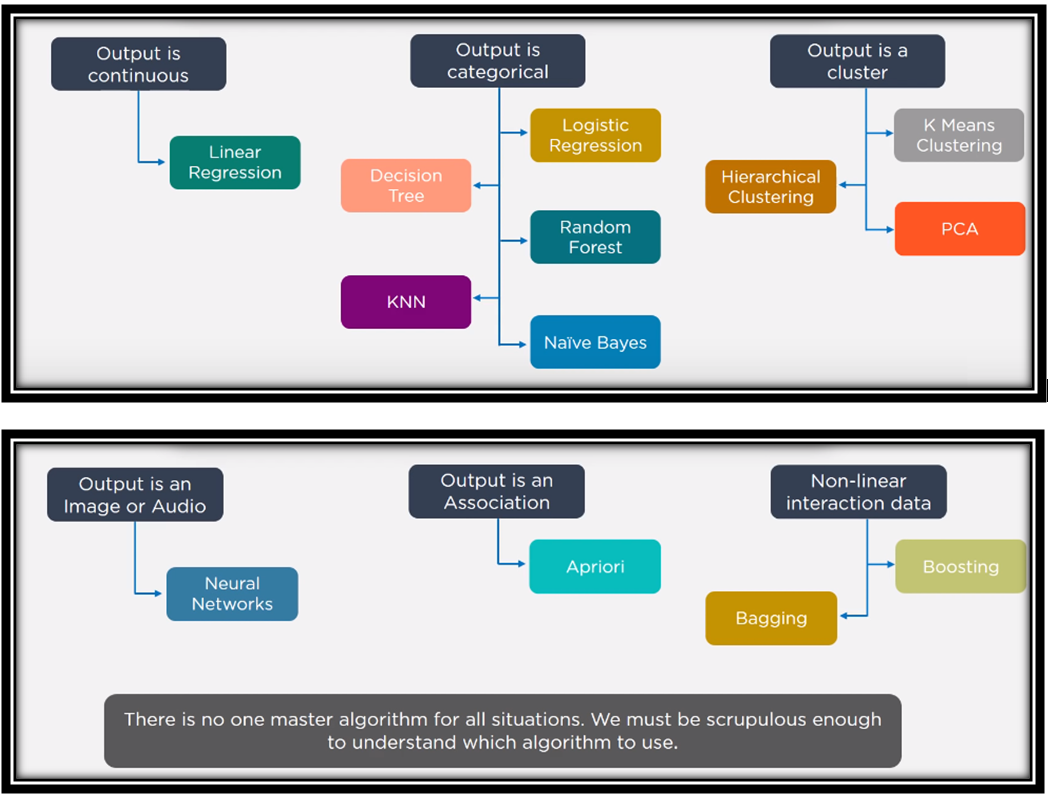 Output is
continuous
Linear
Regression
Output is
categorical
Logistic
Regression
Decision
Tree
Random
Forest
KNN
Naïve Bayes
Output is a
cluster
K Means
Clustering
Hierarchical
Clustering
PCA
Output is an
Image or Audio
Neural
Networks
Output is an
Association
Apriori
Non-linear
interaction data
Boosting
Bagging
There is no one master algorithm for all situations. We must be scrupulous enough
to understand which algorithm to use.